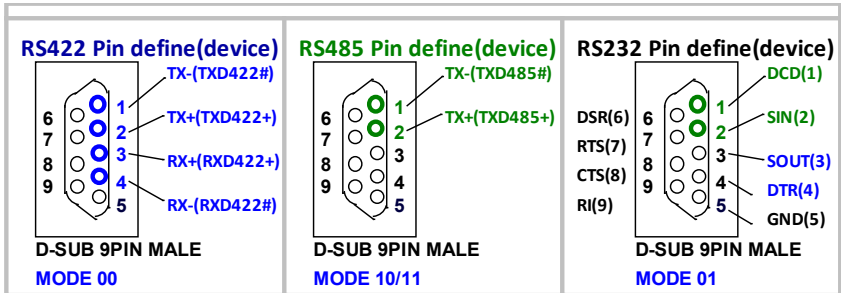 RS422 Pin define(device)
TX-(TXD422#)
1
6
TX+(TXD422+)
2
7
3
RX+(RXD422+)
8
4
9
RX-(RXD422#)
5
D-SUB 9PIN MALE
MODE 00
RS485 Pin define(device)
TX-(TXD485#)
1
6
TX+(TXD485+)
2
7
3
8
4
9
5
D-SUB 9PIN MALE
MODE 10/11
RS232 Pin define(device)
DCD(1)
1
DSR(6) 6
SIN(2)
2
RTS(7) 7
3
SOUT(3)
CTS(8) 8
4
DTR(4)
RI(9) 9
5
GND(5)
D-SUB 9PIN MALE
MODE 01